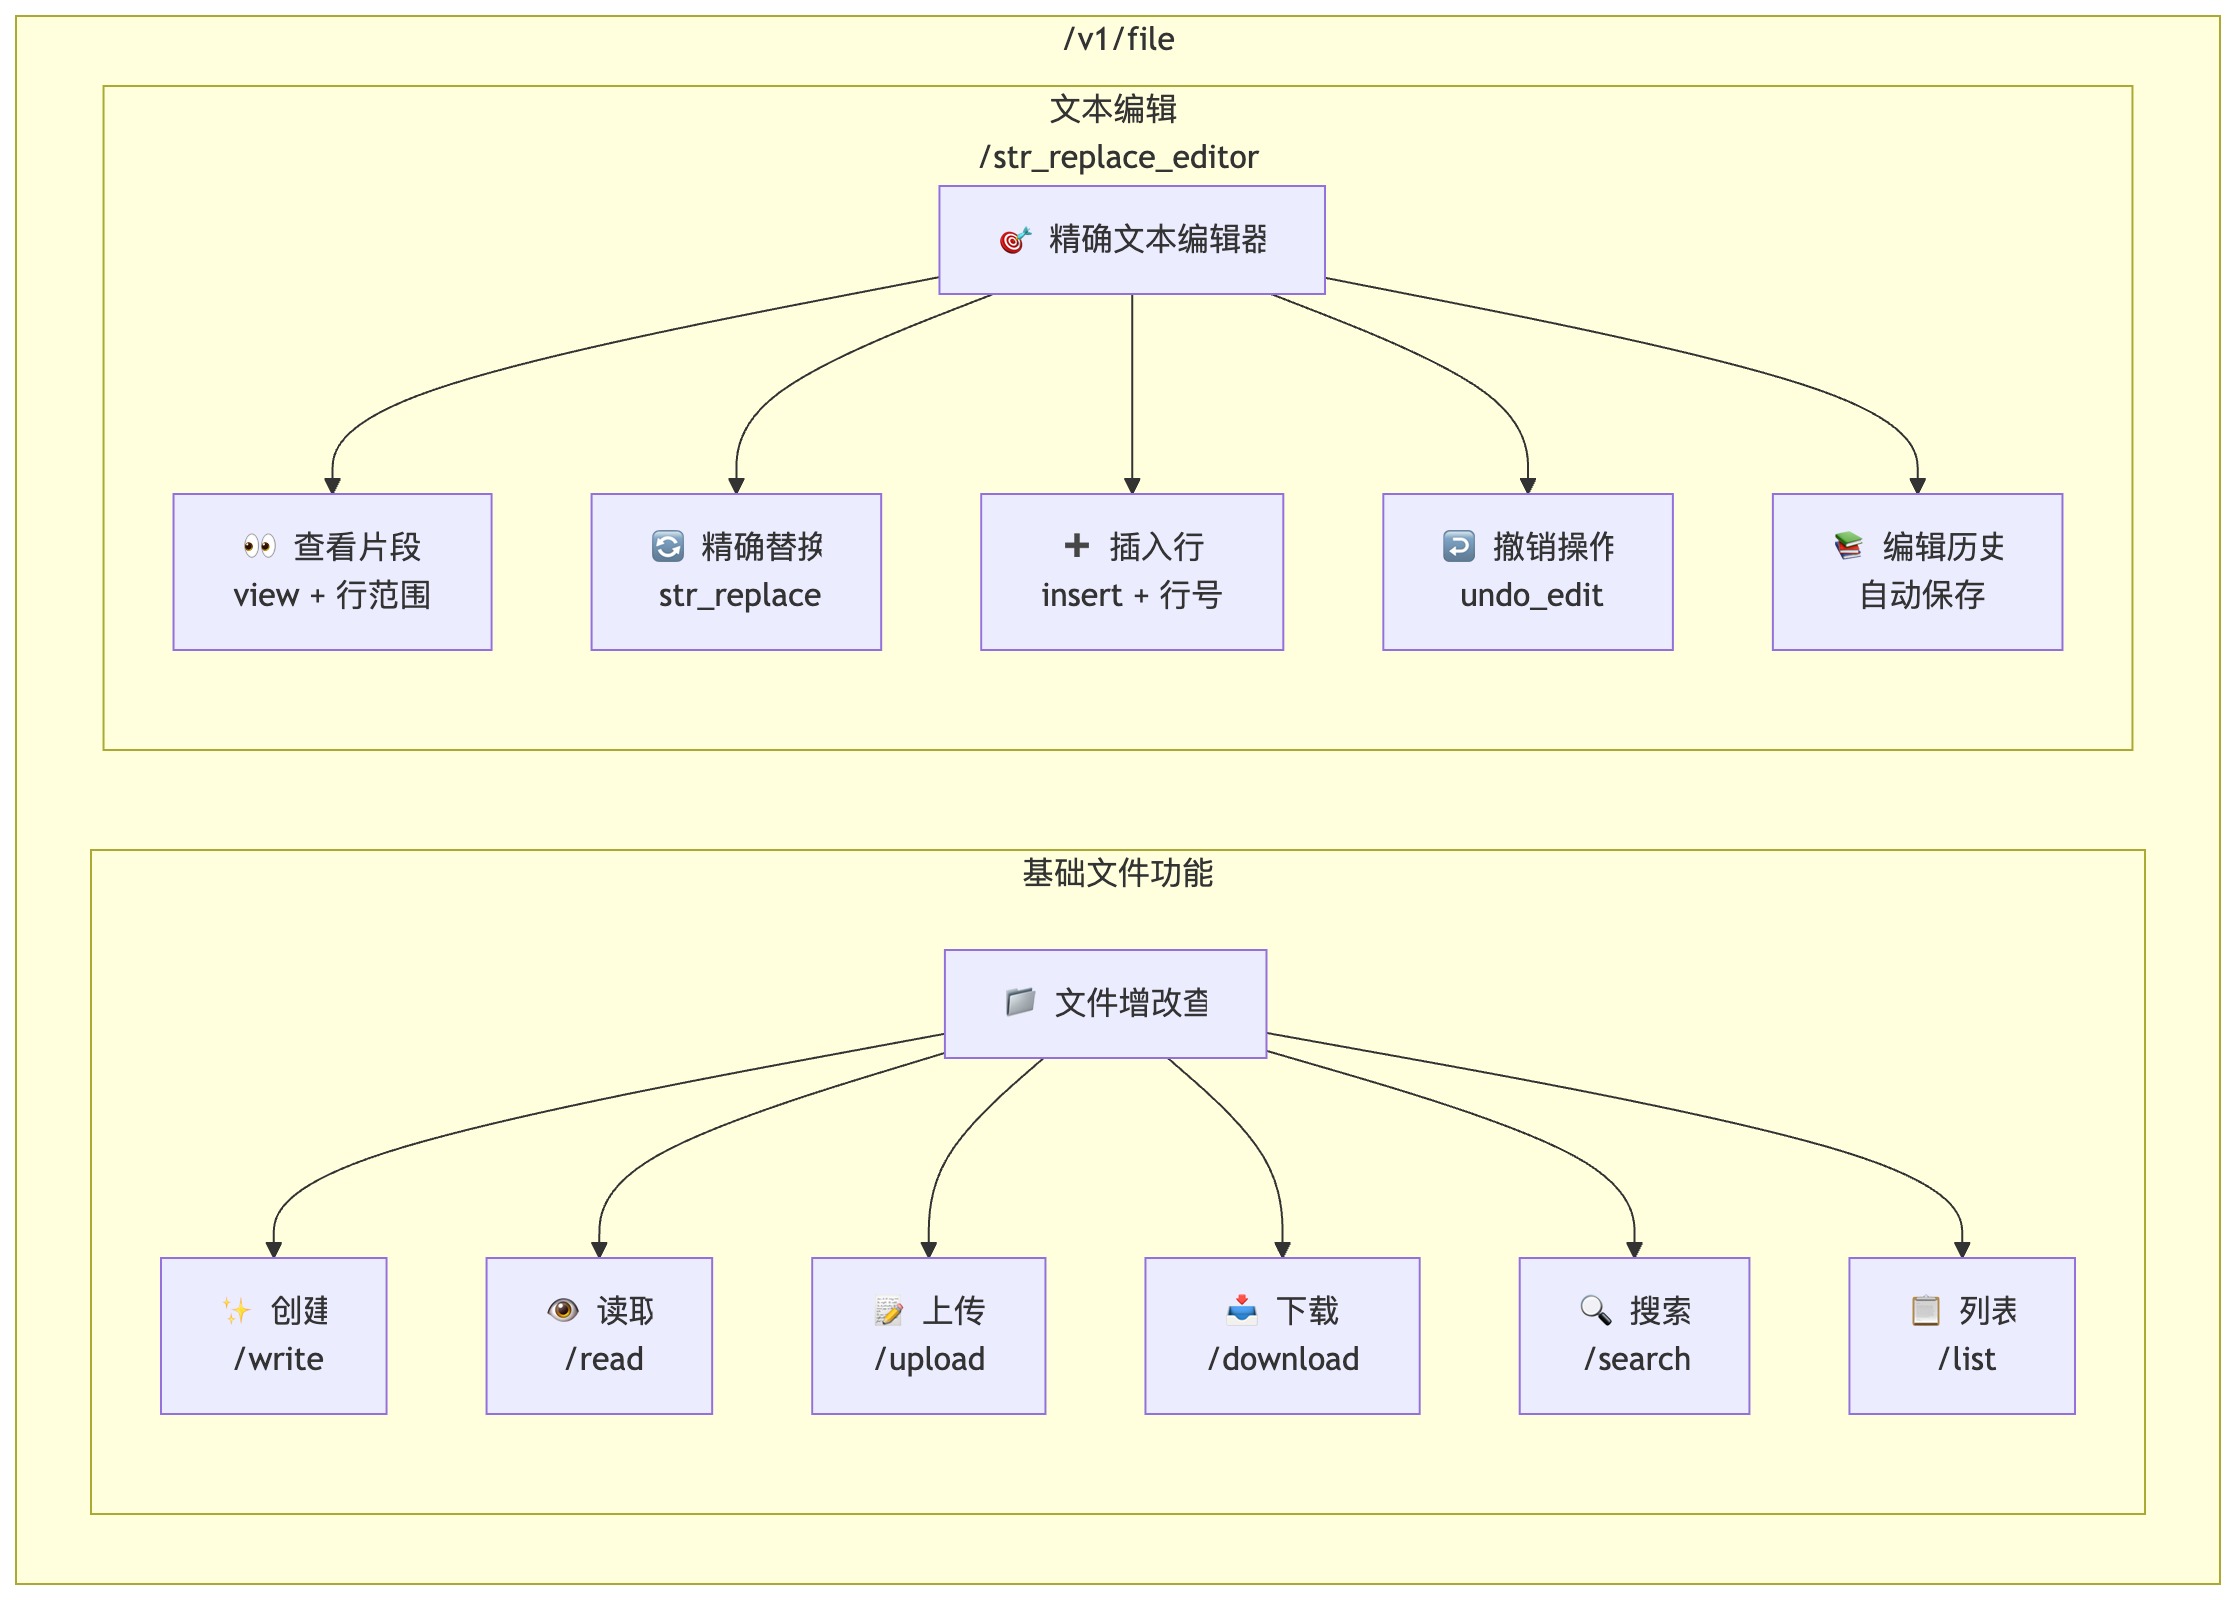 /v1/file
文本编辑
/str_replace_editor
🎯 精确文本编辑器
👀 查看片段
view + 行范围
🔄 精确替换
str_replace
➕ 插入行
insert + 行号
↩️ 撤销操作
undo_edit
📚 编辑历史
自动保存
基础文件功能
📁 文件增改查
✨ 创建
/write
👁️ 读取
/read
📝 上传
/upload
📥 下载
/download
🔍 搜索
/search
📋 列表
/list